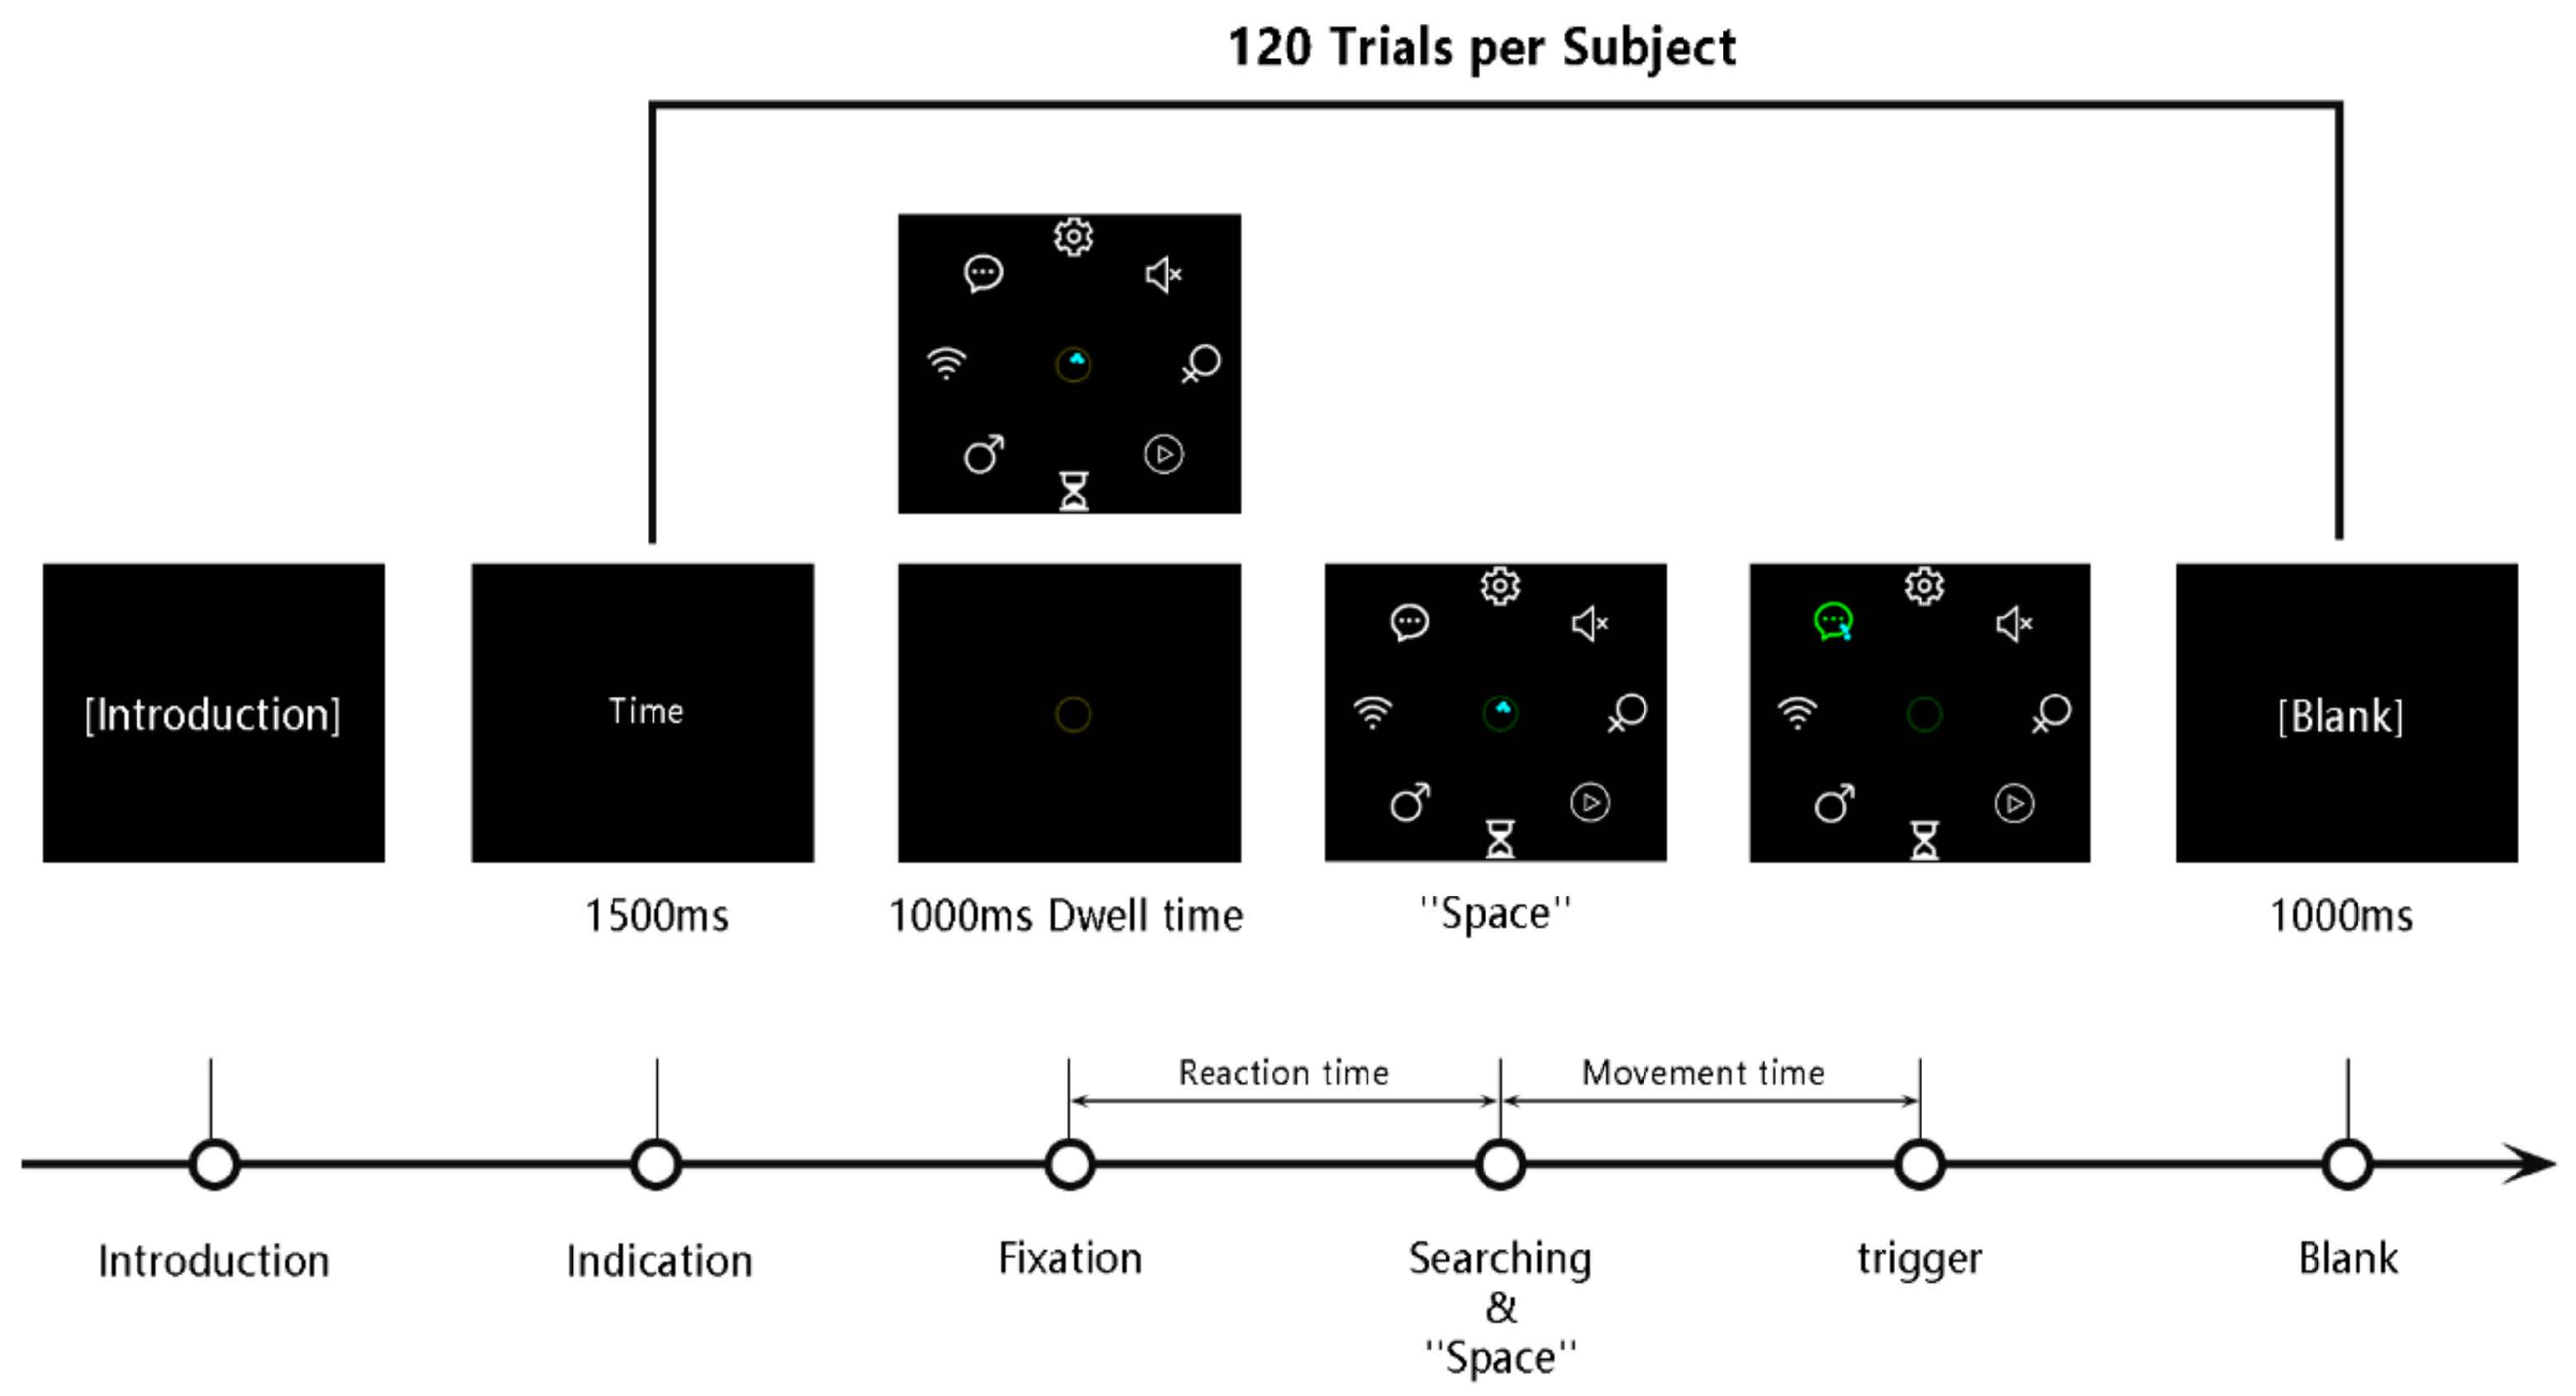 120 Trials per Subject
[Introduction]
Time
[Blank]
1500ms
1000ms Dwell time
"Space"
1000ms
Reaction time
Movement time
Introduction
Indication
Fixation
Searching
&
"Space"
trigger
Blank